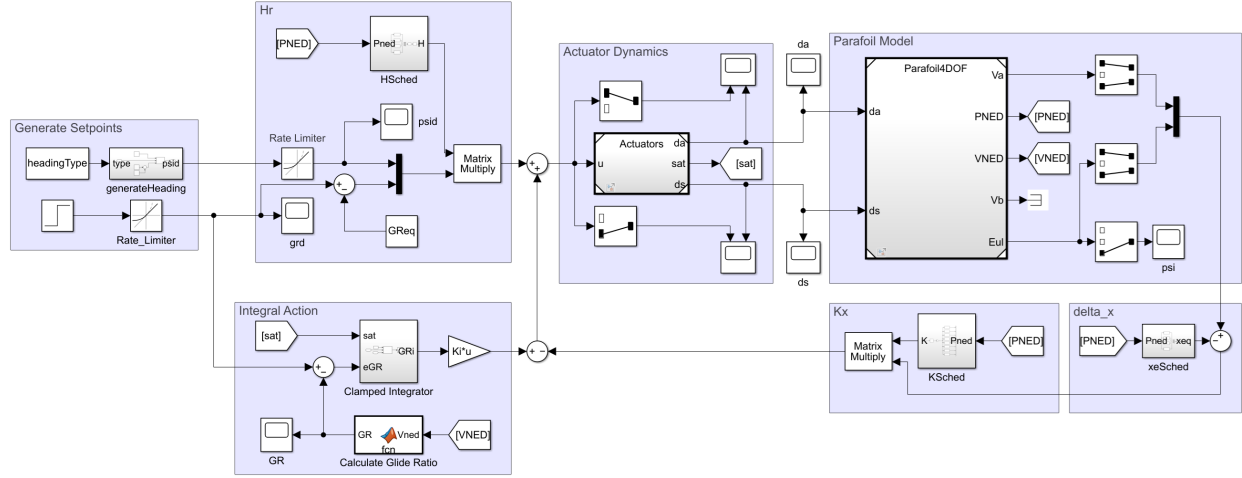 Hr
[PNED]
Pned
H
HSched
psid
Rate Limiter
Matrix
Multiply
GReq
grd
Generate Setpoints
headingType
type
psid
generateHeading
Rate_Limiter
Actuator Dynamics
Actuators
u
da
sat
ds
[sat]
da
ds
Parafoil Model
Parafoil4DOF
da
ds
Va
PNED
VNED
Vb
Eul
[PNED]
[VNED]
psi
Integral Action
[sat]
sat
GRi
eGR
Clamped Integrator
Ki*u
GR
GR
Vned
fcn
Calculate Glide Ratio
[VNED]
Kx
Matrix
Multiply
K
Pned
KSched
[PNED]
delta_x
[PNED]
Pned
xeq
xeSched